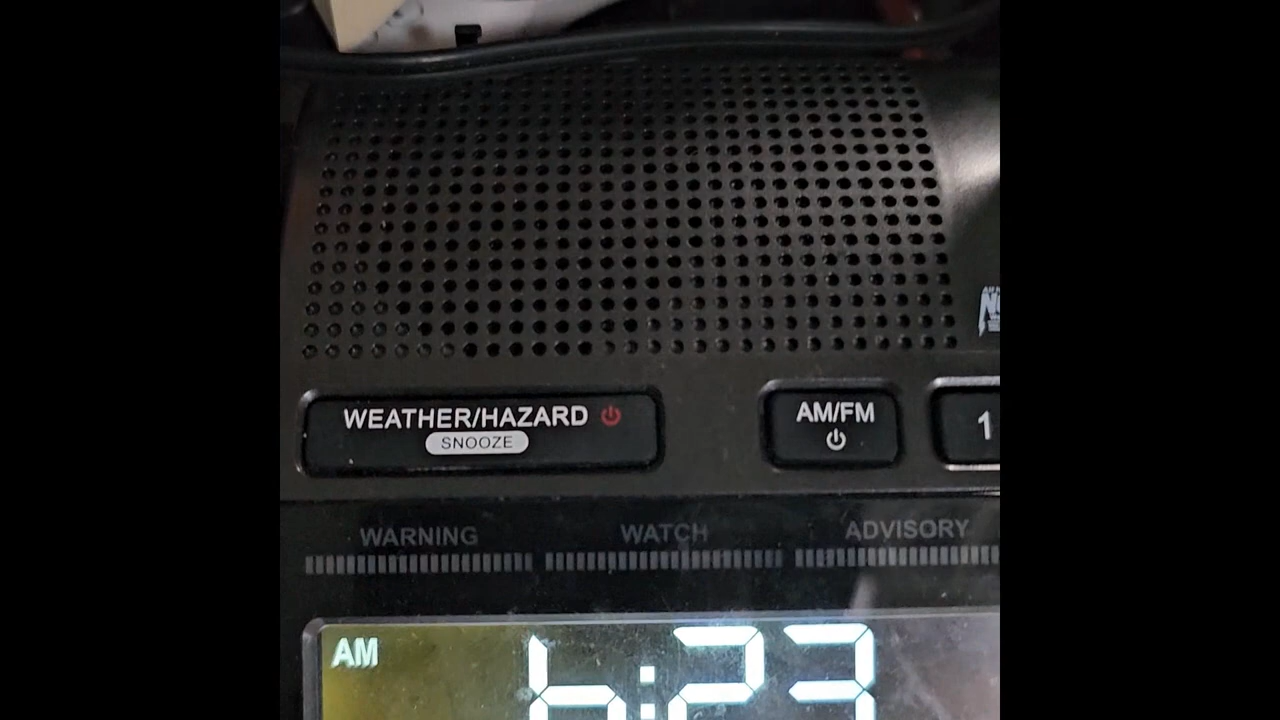 WEATHER/HAZARD
SNOOZE
AM/FM
1
WARNING
WATCH
ADVISORY
AM
6:23